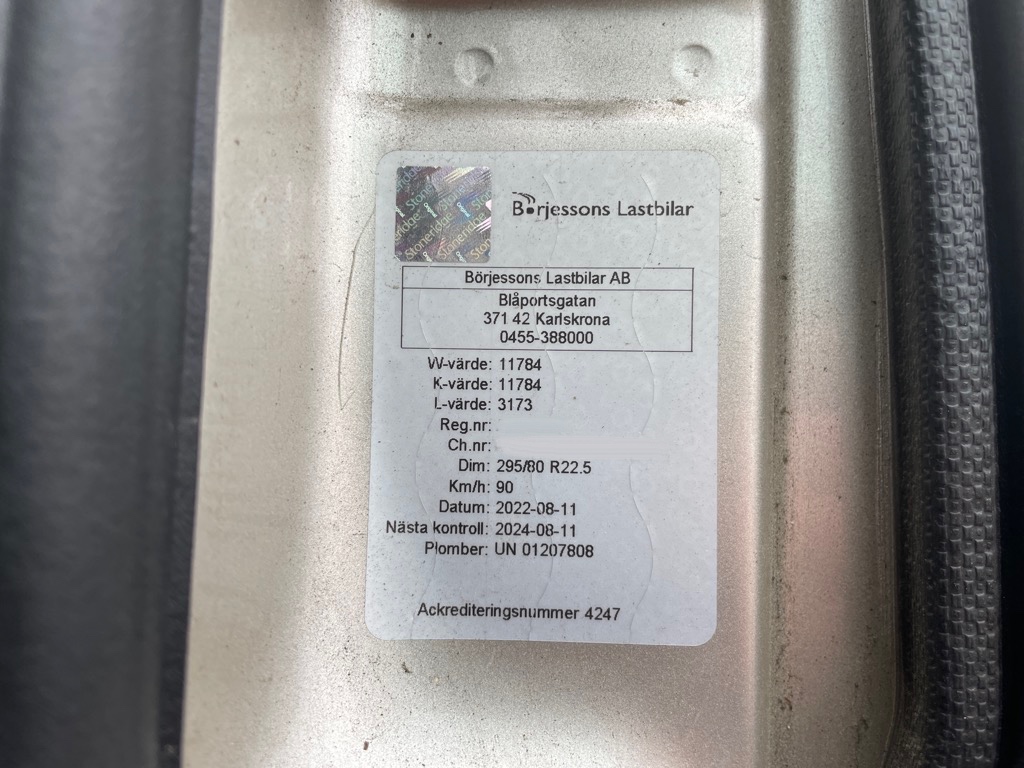 Stoneridge
Original
Börjessons Lastbilar
Börjessons Lastbilar AB
Blåportsgatan
371 42 Karlskrona
0455-388000
W-värde: 11784
K-värde: 11784
L-värde: 3173
Reg.nr:
Ch.nr:
Dim: 295/80 R22.5
Km/h: 90
Datum: 2022-08-11
Nästa kontroll: 2024-08-11
Plomber: UN 01207808
Ackrediteringsnummer 4247